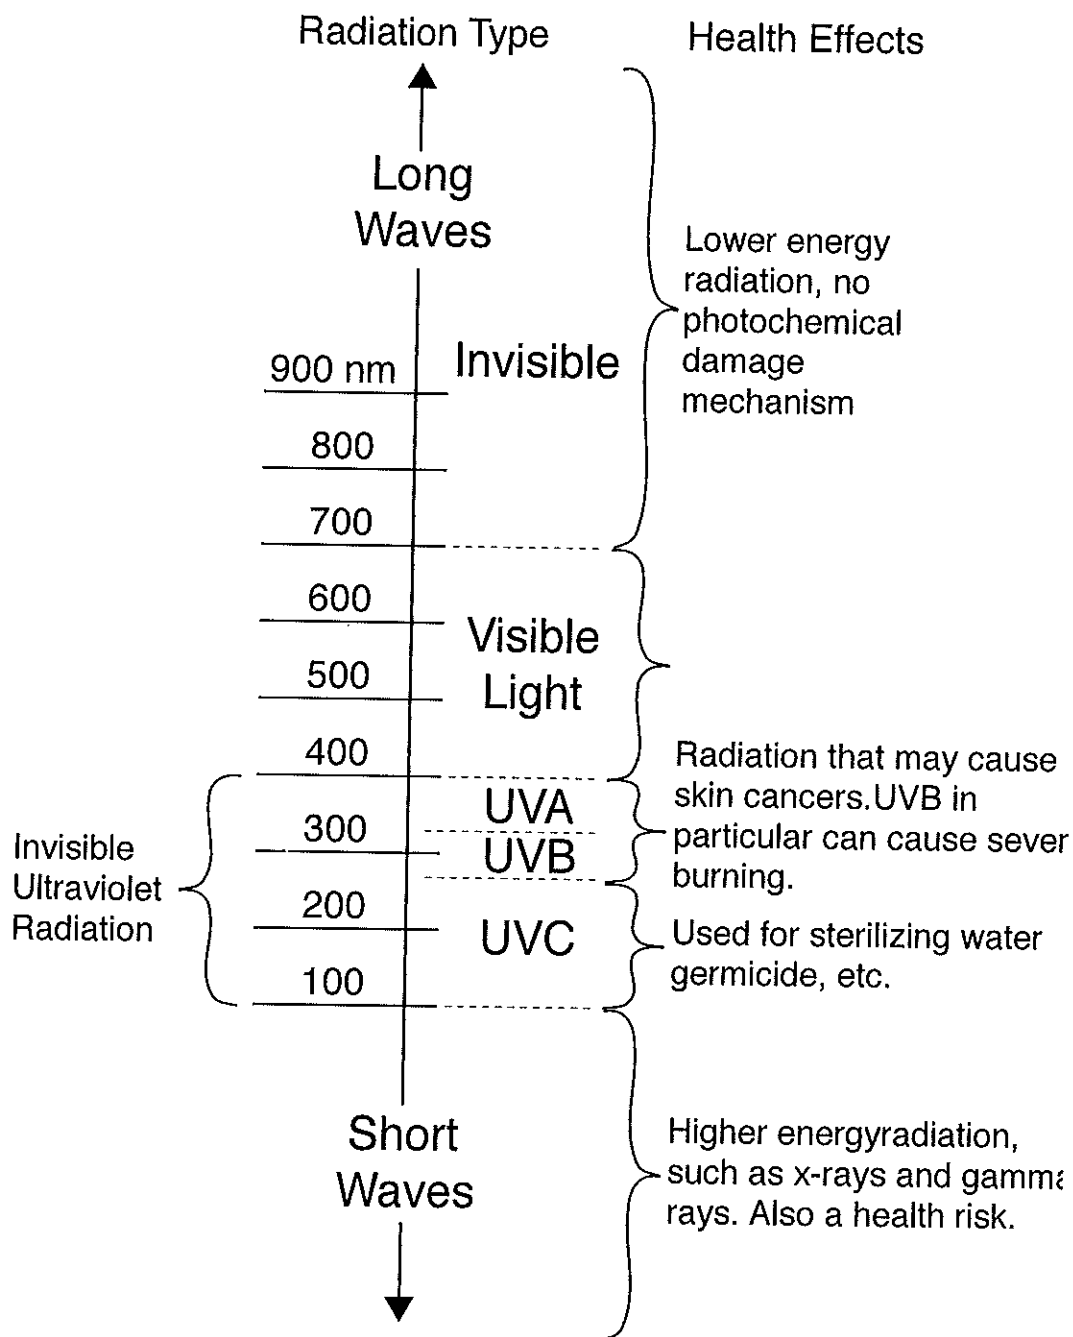 Radiation Type
Health Effects
Long
Waves
Lower energy
radiation, no
photochemical
damage
mechanism
Invisible
900 nm
800
700
600
Visible
Light
500
400
Radiation that may cause
skin cancers.UVB in
particular can cause sever
burning.
UVA
300
UVB
Invisible
Ultraviolet
Radiation
200
UVC
Used for sterilizing water
germicide, etc.
100
Short
Waves
Higher energyradiation,
such as x-rays and gamma
rays. Also a health risk.